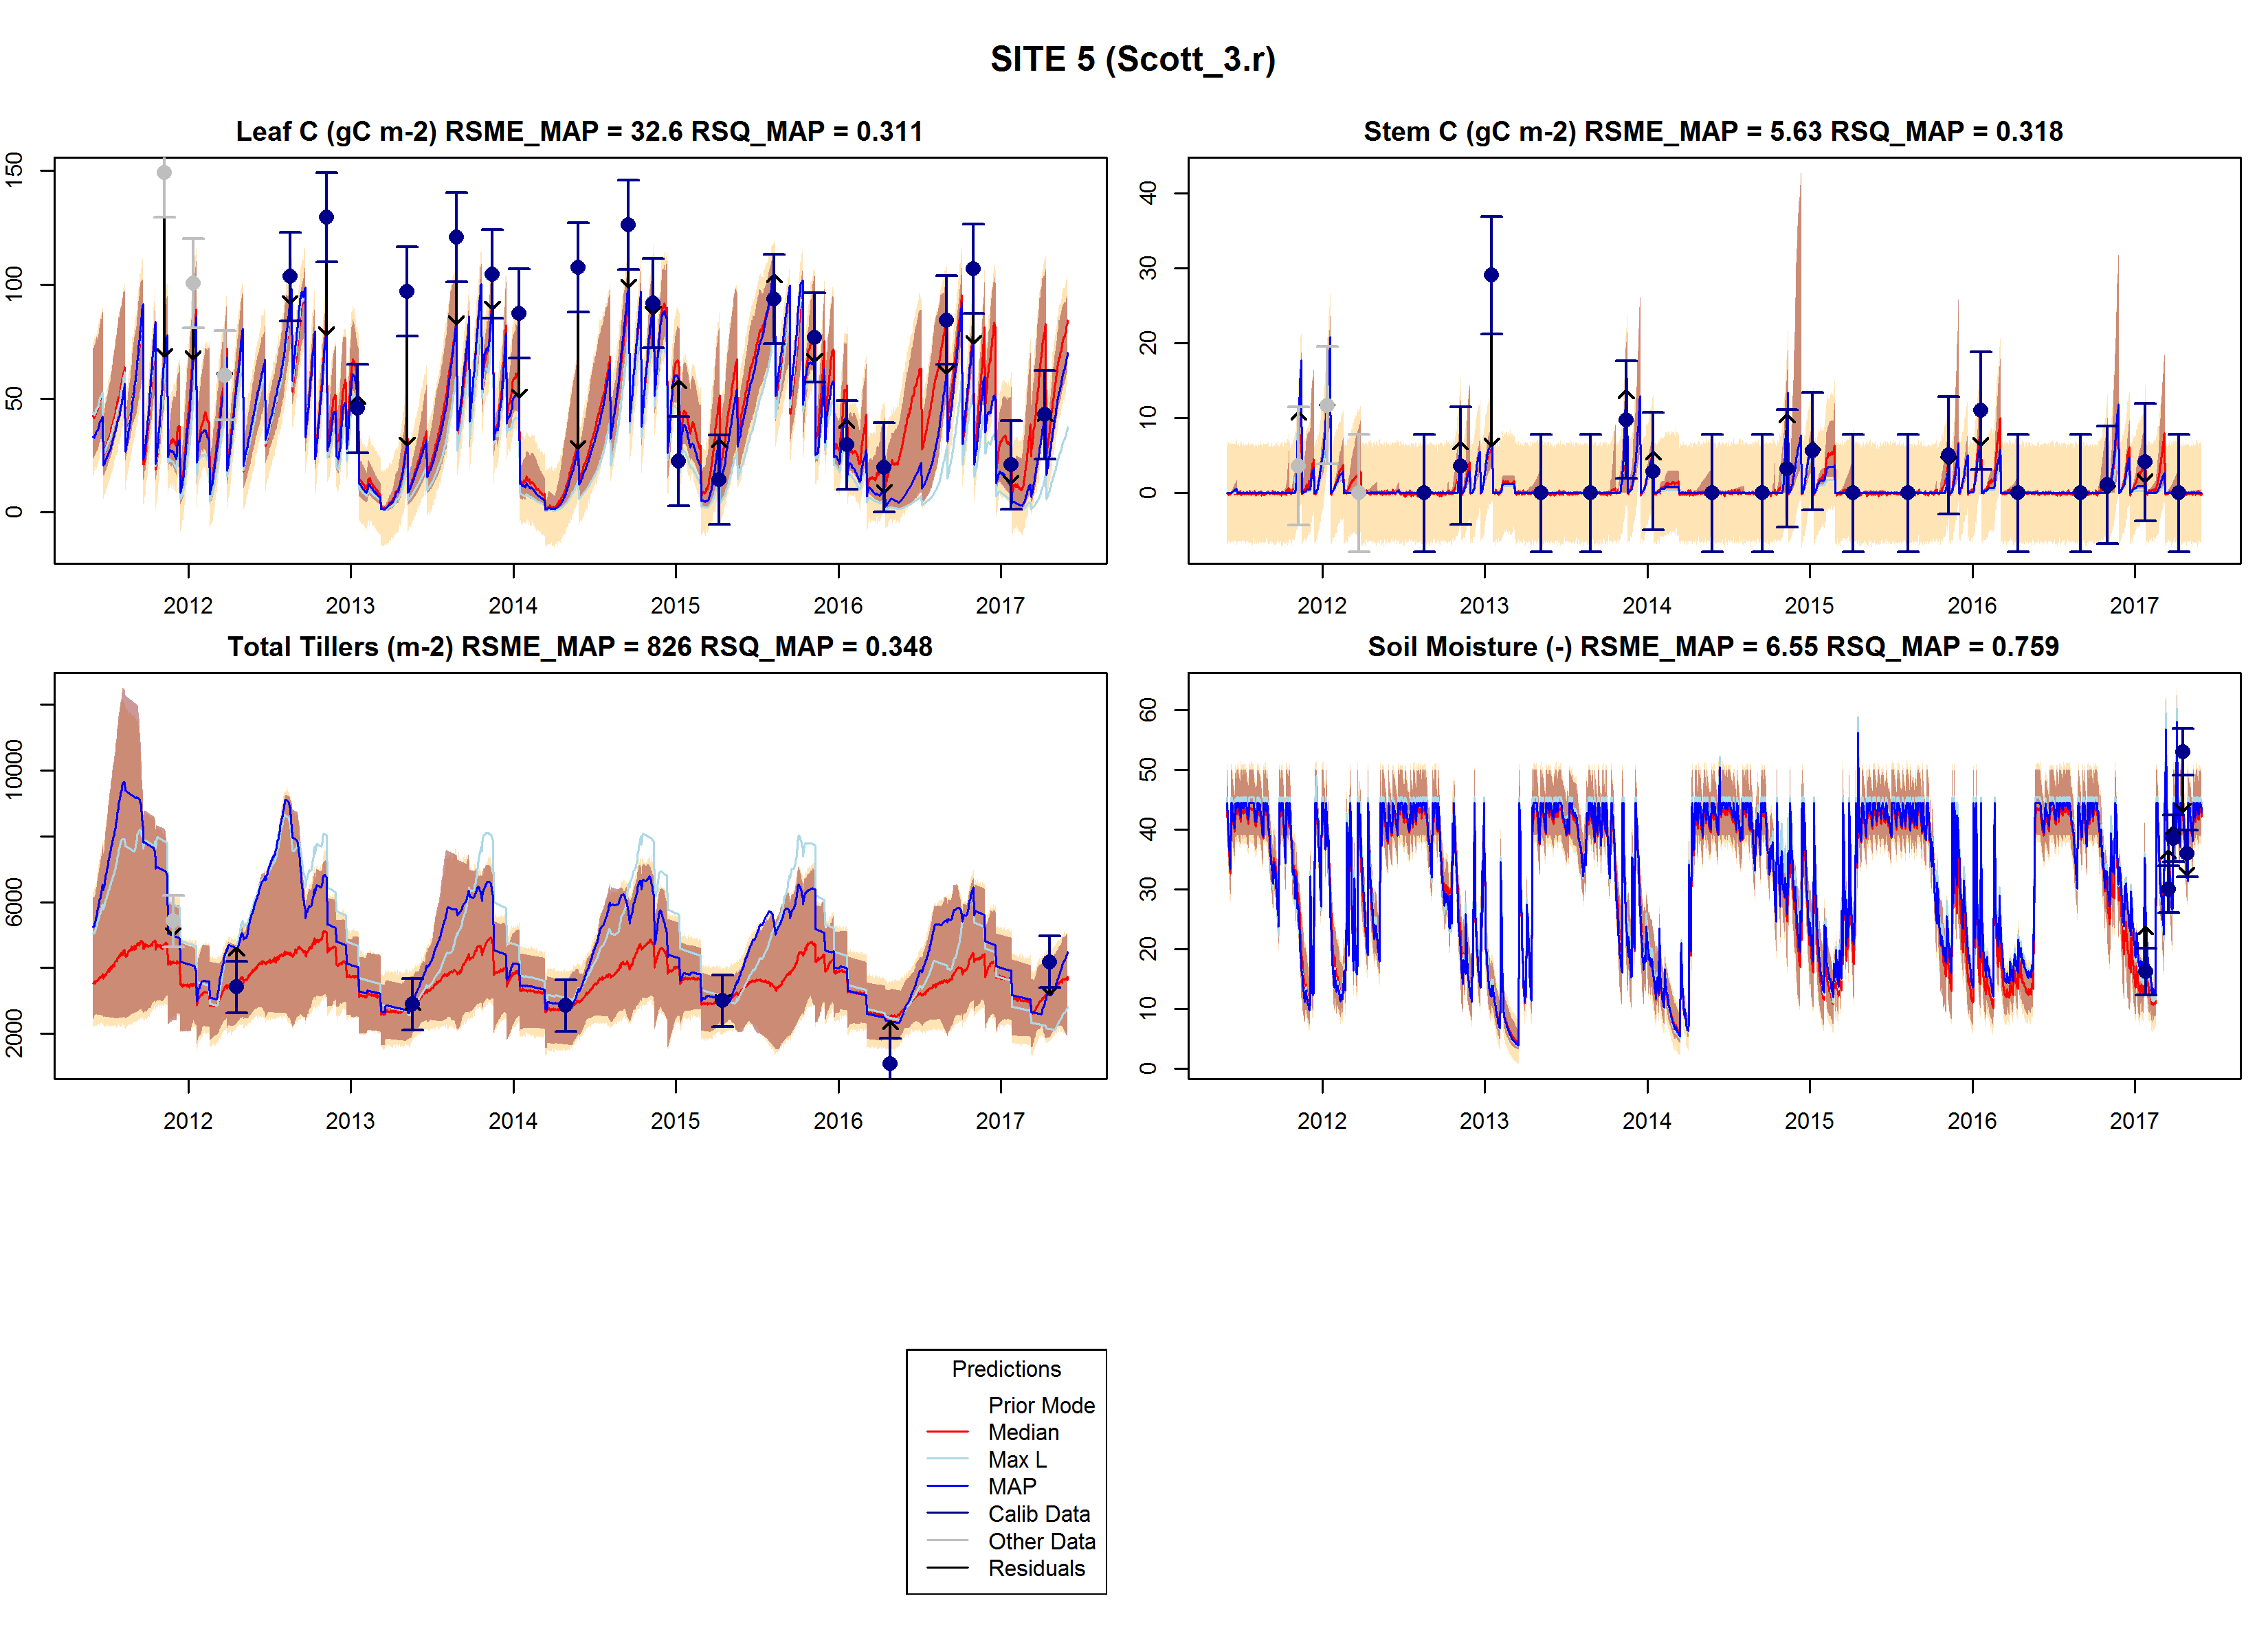 SITE 5 (Scott_3.r)
Leaf C (gC m-2) RSME_MAP = 32.6 RSQ_MAP = 0.311
150
100
50
0
2012 2013 2014 2015 2016 2017
Stem C (gC m-2) RSME_MAP = 5.63 RSQ_MAP = 0.318
40
30
20
10
0
2012 2013 2014 2015 2016 2017
Total Tillers (m-2) RSME_MAP = 826 RSQ_MAP = 0.348
10000
6000
2000
2012 2013 2014 2015 2016 2017
Soil Moisture (-) RSME_MAP = 6.55 RSQ_MAP = 0.759
60
50
40
30
20
10
0
2012 2013 2014 2015 2016 2017
Predictions
Prior Mode
Median
Max L
MAP
Calib Data
Other Data
Residuals